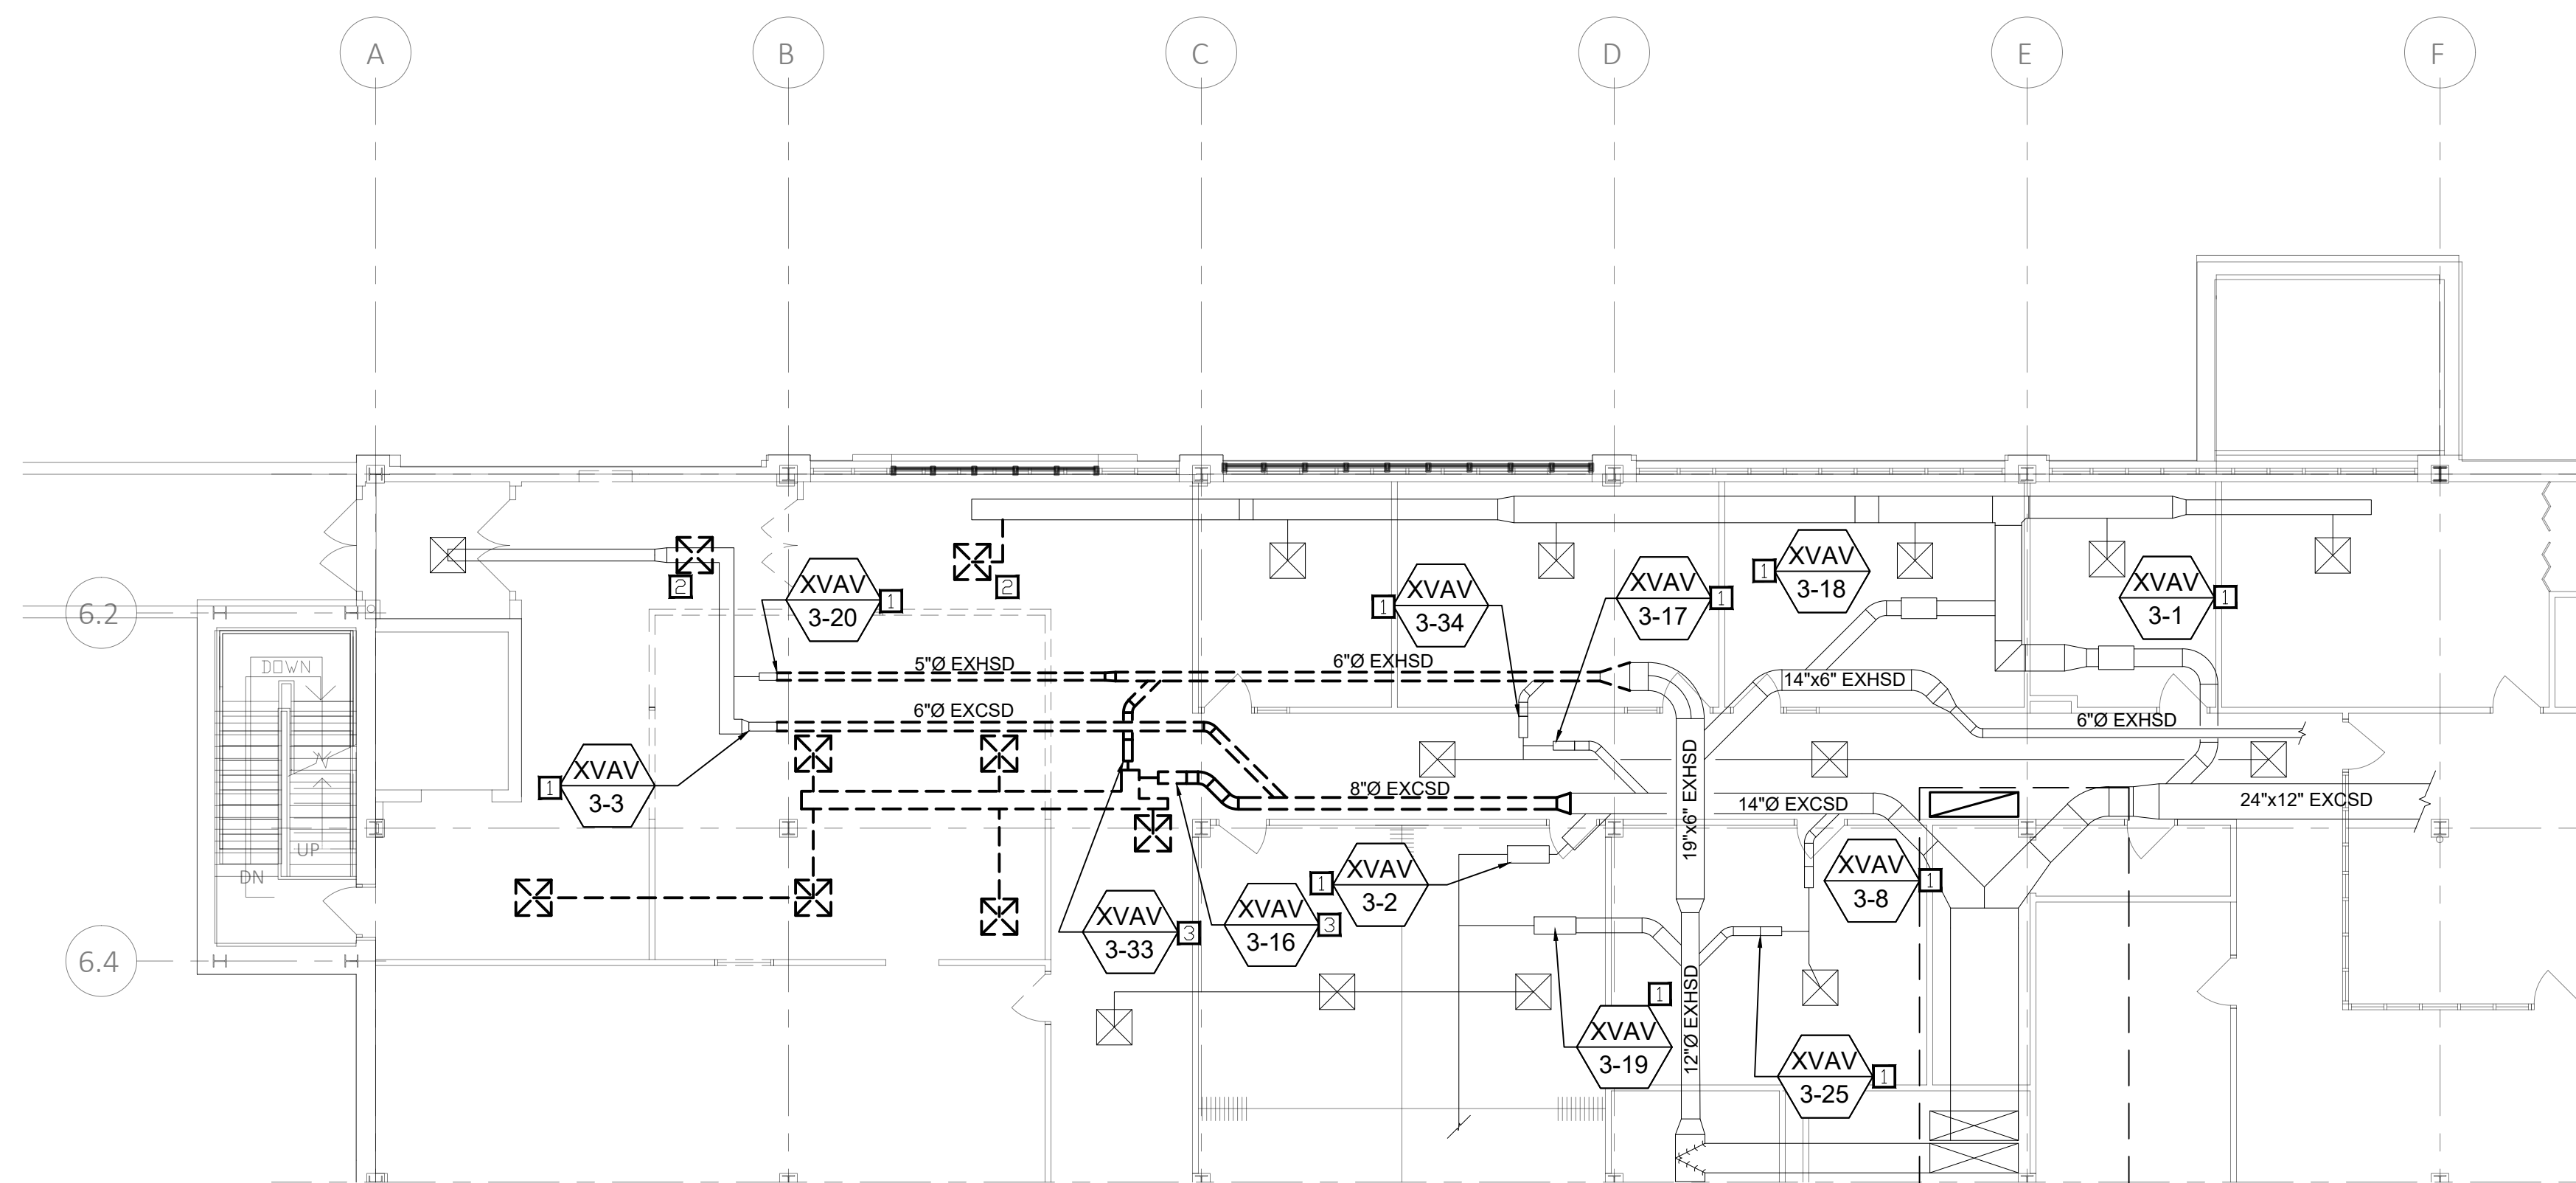 A
B
C
D
E
F
6.2
6.4
DOWN
UP
DN
N
2
2
XVAV
3-20
1
1
XVAV
3-34
XVAV
3-17
1
1
XVAV
3-18
XVAV
3-1
1
5"Ø EXHSD
6"Ø EXHSD
14"x6" EXHSD
6"Ø EXCSD
6"Ø EXHSD
1
XVAV
3-3
8"Ø EXCSD
19"x6" EXHSD
14"Ø EXCSD
24"x12" EXCSD
XVAV
3-33
3
XVAV
3-16
3
1
XVAV
3-2
XVAV
3-8
1
12"Ø EXHSD
1
XVAV
3-19
XVAV
3-25
1